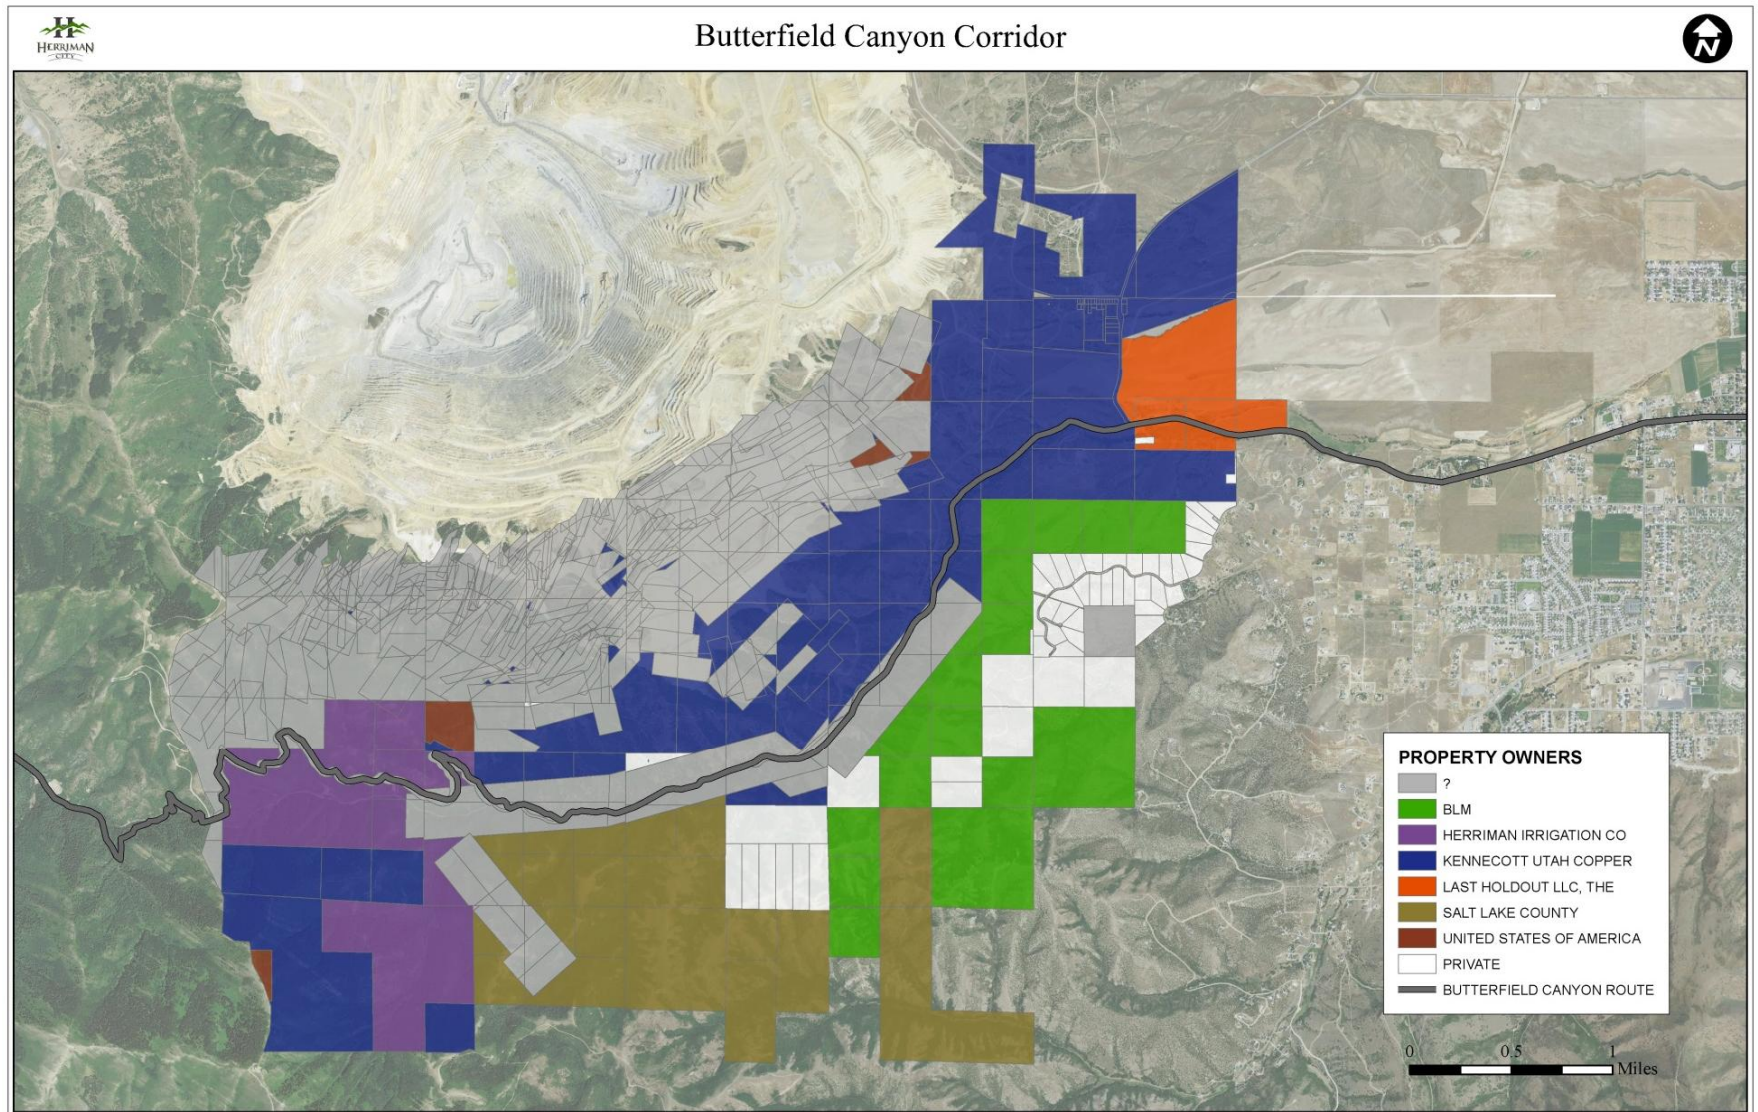 HERRIMAN
CITY
Butterfield Canyon Corridor
N
PROPERTY OWNERS
?
BLM
HERRIMAN IRRIGATION CO
KENNECOTT UTAH COPPER
LAST HOLDOUT LLC, THE
SALT LAKE COUNTY
UNITED STATES OF AMERICA
PRIVATE
BUTTERFIELD CANYON ROUTE
0 0.5 1
Miles